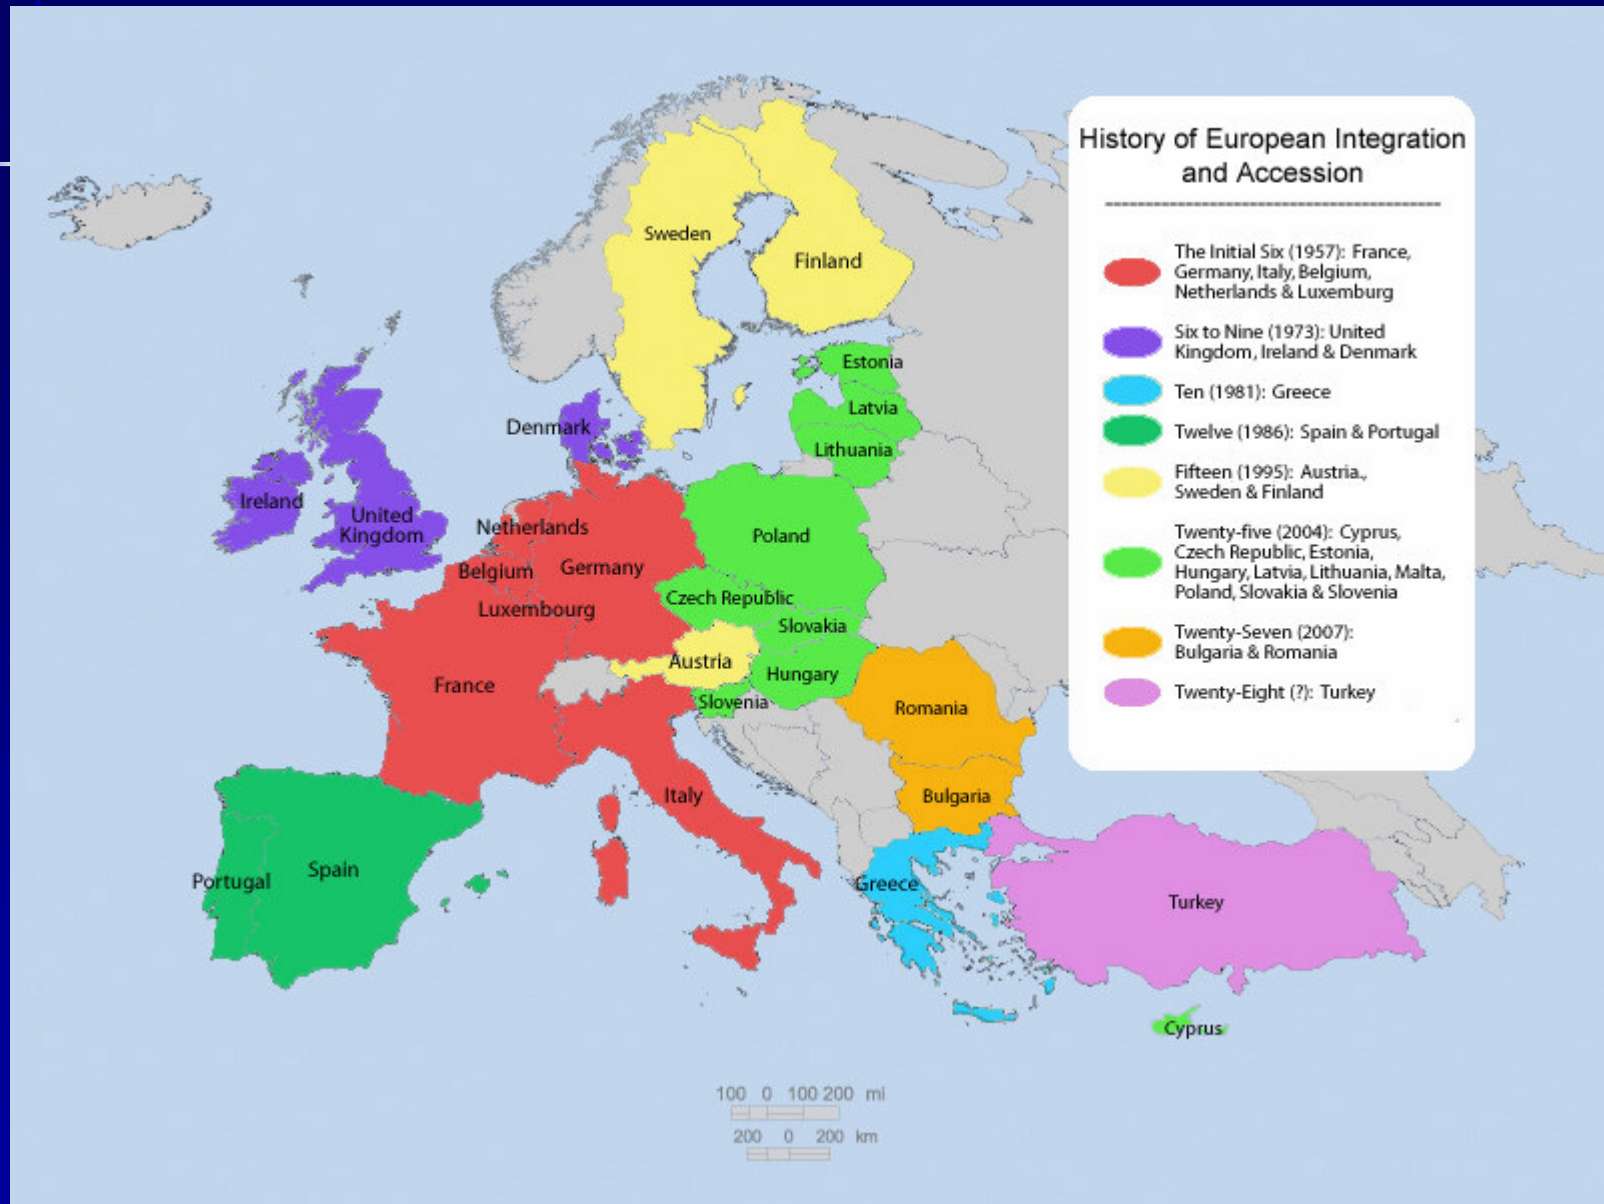 History of European Integration
and Accession
------------------------------------------
The Initial Six (1957): France,
Germany, Italy, Belgium,
Netherlands & Luxemburg
Six to Nine (1973): United
Kingdom, Ireland & Denmark
Ten (1981): Greece
Twelve (1986): Spain & Portugal
Fifteen (1995): Austria.,
Sweden & Finland
Twenty-five (2004): Cyprus,
Czech Republic, Estonia,
Hungary, Latvia, Lithuania, Malta,
Poland, Slovakia & Slovenia
Twenty-Seven (2007):
Bulgaria & Romania
Twenty-Eight (?): Turkey
Sweden
Finland
Estonia
Latvia
Denmark
Lithuania
Ireland
United
Kingdom
Netherlands
Poland
Belgium
Germany
Czech Republic
Luxembourg
Slovakia
Austria
Hungary
France
Slovenia
Romania
Italy
Bulgaria
Spain
Portugal
Greece
Turkey
Cyprus
100 0 100 200 mi
200 0 200 km